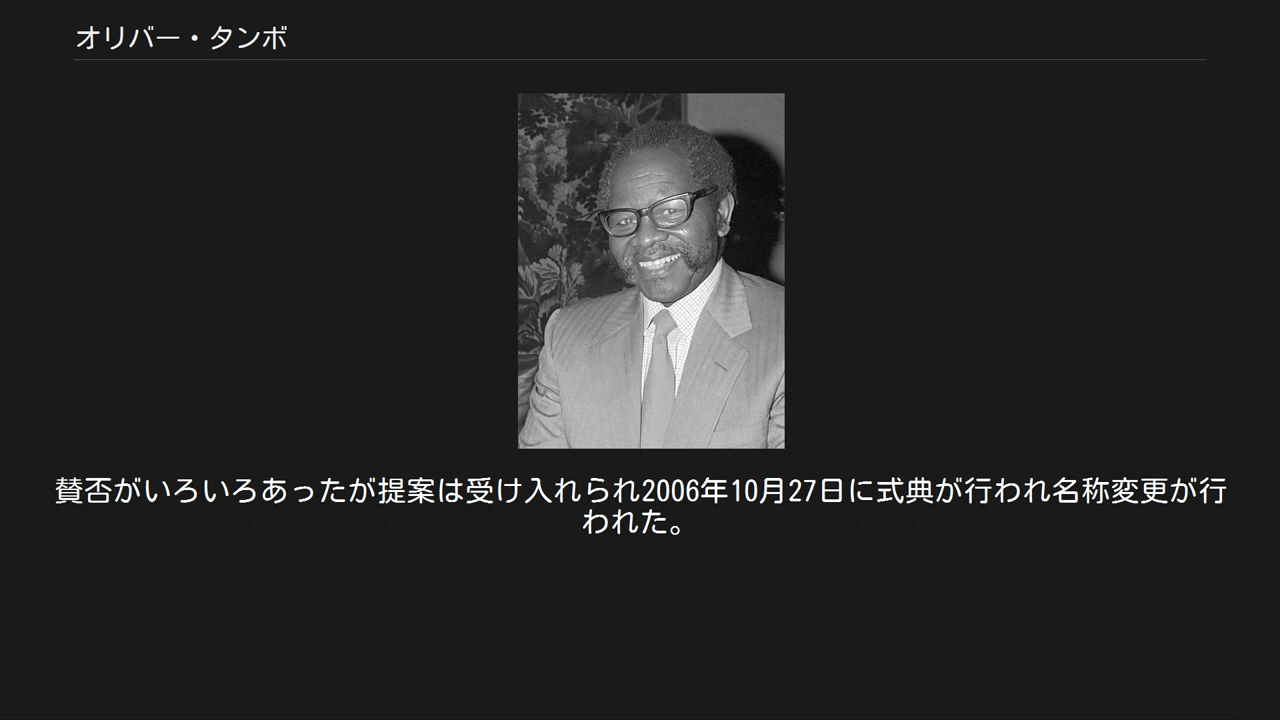 オリバー・タンボ
賛否がいろいろあったが提案は受け入れられ2006年10月27日に式典が行われ名称変更が行
われた。